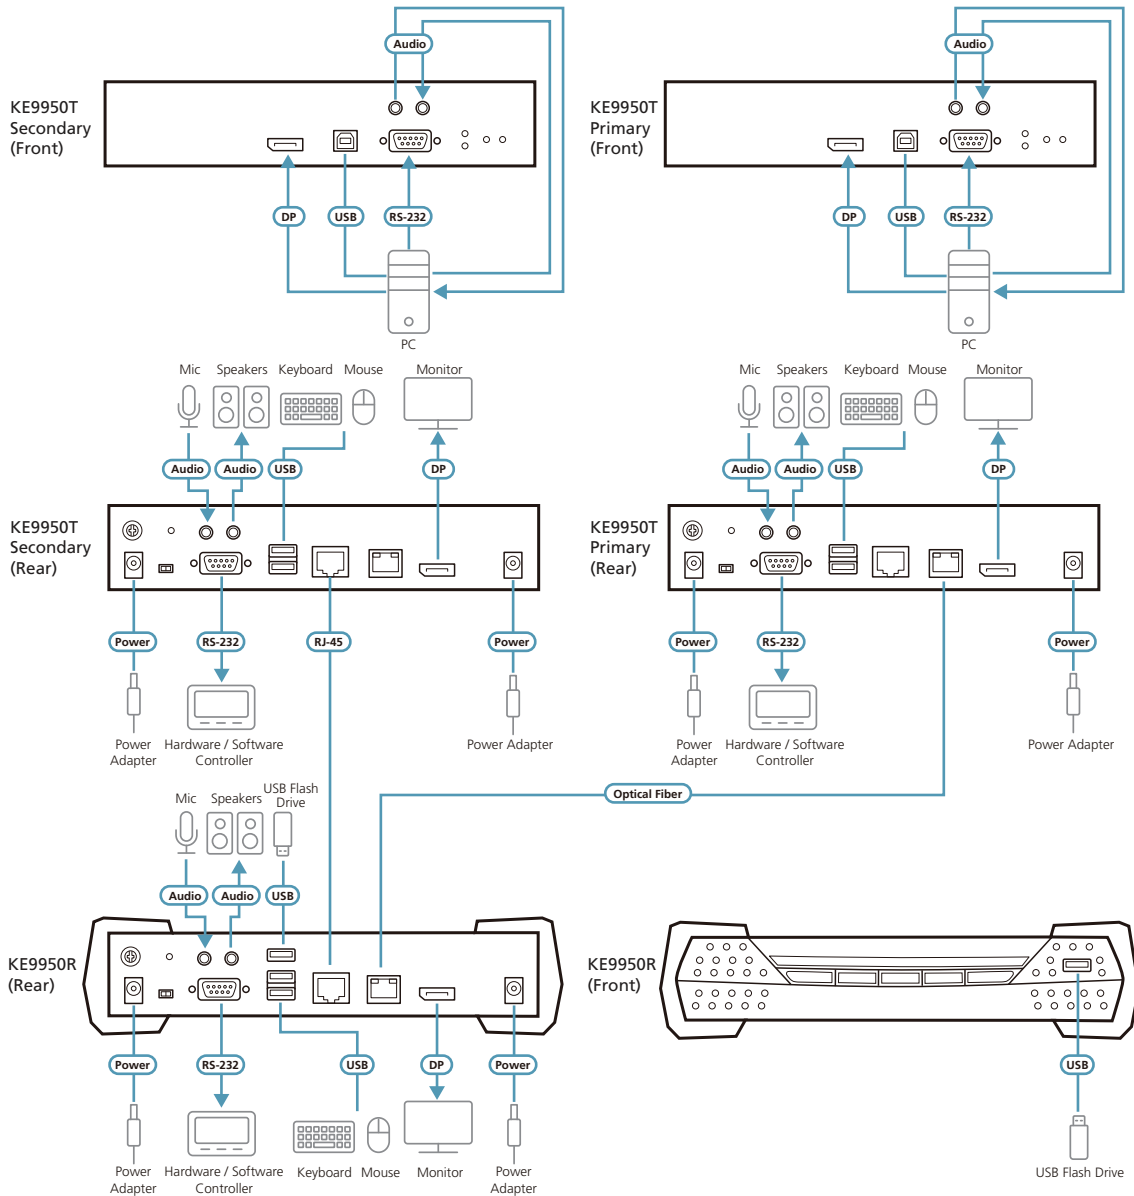 Audio
KE9950T
Secondary
(Front)
DP
USB
RS-232
PC
Audio
KE9950T
Primary
(Front)
DP
USB
RS-232
PC
Mic
Speakers
Keyboard
Mouse
Monitor
Audio
Audio
USB
DP
KE9950T
Secondary
(Rear)
Power
RS-232
RJ-45
Power
Power
Adapter
Hardware / Software
Controller
Power Adapter
Mic
Speakers
Keyboard
Mouse
Monitor
Audio
Audio
USB
DP
KE9950T
Primary
(Rear)
Power
RS-232
Power
Power
Adapter
Hardware / Software
Controller
Power Adapter
Optical Fiber
Mic
Speakers
USB Flash
Drive
Audio
Audio
USB
KE9950R
(Rear)
Power
RS-232
USB
DP
Power
Power
Adapter
Hardware / Software
Controller
Keyboard
Mouse
Monitor
Power
Adapter
KE9950R
(Front)
USB
USB Flash Drive